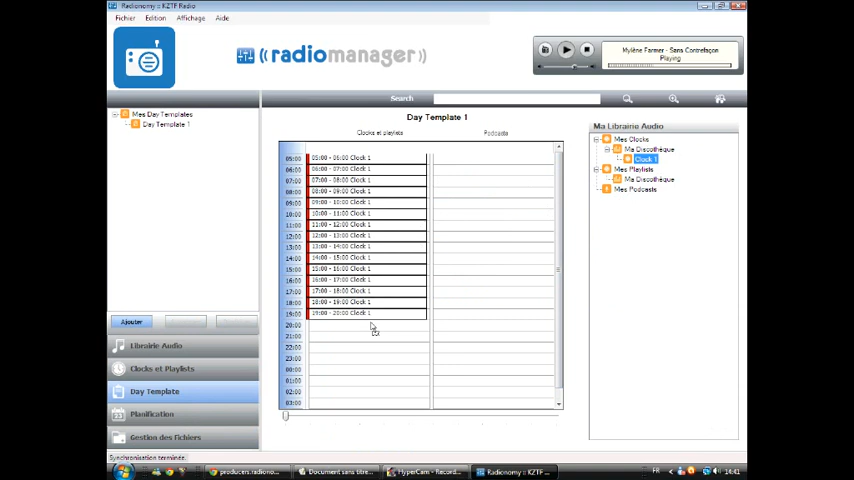 Radionomy :: KZTF Radio
Fichier Edition Affichage Aide
radiomanager
Mylène Farmer - Sans Contrefaçon
Playing
Search
Mes Day Templates
Day Template 1
Day Template 1
Clocks et playlists Podcasts
05:00 05:00 - 06:00 Clock 1
06:00 06:00 - 07:00 Clock 1
07:00 07:00 - 08:00 Clock 1
08:00 08:00 - 09:00 Clock 1
09:00 09:00 - 10:00 Clock 1
10:00 10:00 - 11:00 Clock 1
11:00 11:00 - 12:00 Clock 1
12:00 12:00 - 13:00 Clock 1
13:00 13:00 - 14:00 Clock 1
14:00 14:00 - 15:00 Clock 1
15:00 15:00 - 16:00 Clock 1
16:00 16:00 - 17:00 Clock 1
17:00 17:00 - 18:00 Clock 1
18:00 18:00 - 19:00 Clock 1
19:00 19:00 - 20:00 Clock 1
20:00
21:00
22:00
23:00
00:00
01:00
02:00
03:00
Ma Librairie Audio
Mes Clocks
Ma Discothèque
Clock 1
Mes Playlists
Ma Discothèque
Mes Podcasts
Ajouter
Librairie Audio
Clocks et Playlists
Day Template
Planification
Gestion des Fichiers
Synchronisation terminée.
producers.radiono...
Document sans titre...
HyperCam - Record...
Radionomy :: KZTF ...
FR
14:41